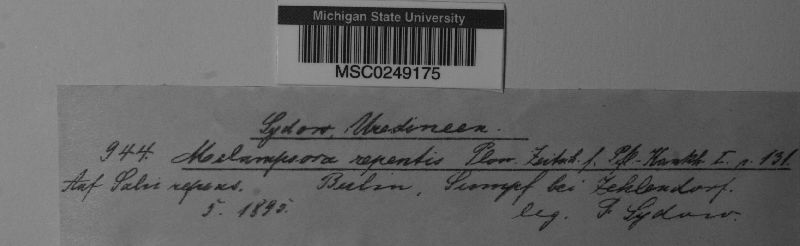 Michigan State University
MSC0249175
Sydow, Uredineen.
944. Melampsora repentis Plow. Zeitsch. f. Pfl.-Krankh. I. p. 131.
Auf Salix repens. Berlin, Sumpf bei Zehlendorf.
5. 1895. leg. P. Sydow.